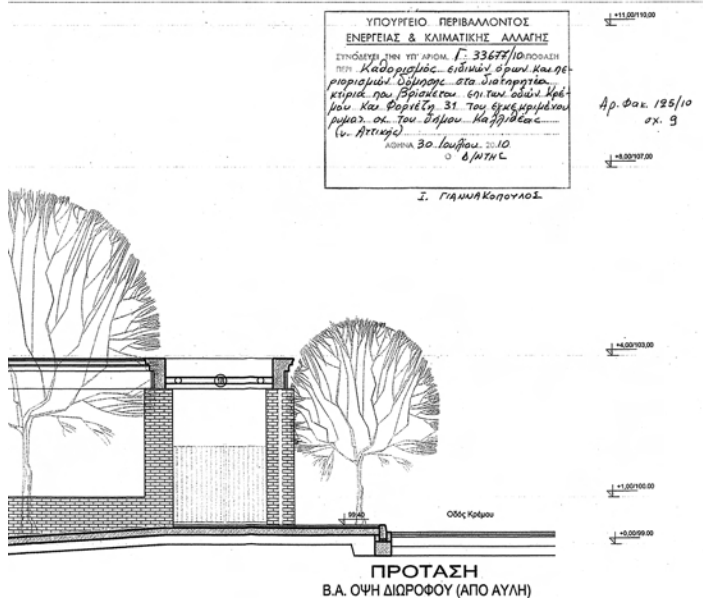 ΥΠΟΥΡΓΕΙΟ ΠΕΡΙΒΑΛΛΟΝΤΟΣ
ΕΝΕΡΓΕΙΑΣ & ΚΛΙΜΑΤΙΚΗΣ ΑΛΛΑΓΗΣ
ΣΥΝΟΔΕΥΕΙ ΤΗΝ ΥΠ' ΑΡΙΘΜ. Γ- 33677/10 ΑΠΟΦΑΣΗ
ΠΕΡΙ Καθορισμός ειδικών όρων και πε-
ριορισμών δόμησης στα διατηρητέα
κτίρια που βρίσκεται επί των οδών Κρέ-
μου και Φορνέζη 31 του εγκεκριμένου
ρυμοτ. σχ. του δήμου Καλλιθέας
(ν. Αττικής)
ΑΘΗΝΑ 30 Ιουλίου 2010
Ο Δ/ΝΤΗΣ
Ι. ΓΙΑΝΝΑΚΟΠΟΥΛΟΣ
Αρ. Φακ. 125/10
σχ. 9
+11,00/110,00
+8,00/107,00
+4,00/103,00
+1,00/100.00
+0.00/99.00
99.40
Οδός Κρέμου
ΠΡΟΤΑΣΗ
Β.Α. ΟΨΗ ΔΙΩΡΟΦΟΥ (ΑΠΟ ΑΥΛΗ)